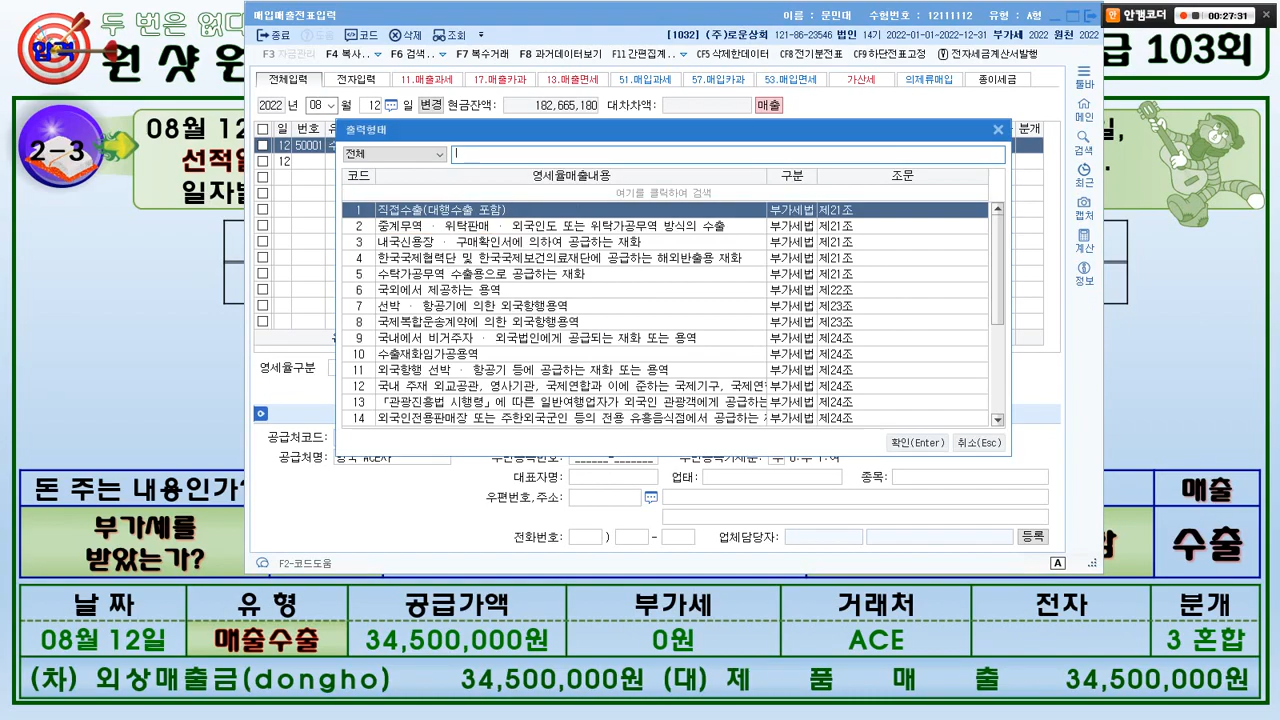 두 번은 없다
합격
원 샷 원
급 103회
안캠코더
00:27:31
매입매출전표입력
이름 : 문민대 수험번호 : 12111112 유형 : A형
종료 도움 코드 삭제 조회
[1032] (주)로운상회 121-86-23546 법인 14기 2022-01-01~2022-12-31 부가세 2022 원천 2022
F3 자금관리 F4 복사.. F6 검색.. F7 복수거래 F8 과거데이터보기 F11간편집계.. CF5삭제한데이타 CF8전기분전표 CF9하단전표고정 전자세금계산서발행
전체입력 전자입력 11.매출과세 17.매출카과 13.매출면세 51.매입과세 57.매입카과 53.매입면세 가산세 의제류매입 종이세금
2022 년 08 월 12 일 변경 현금잔액: 182,665,180 대차차액: 매출
툴바
메인
검색
최근
캡처
계산
정보
2-3
08월 12
선적일
일자별
일 번호 유 분개
12 50001 수
12
출력형태
전체
코드 영세율매출내용 구분 조문
여기를 클릭하여 검색
1 직접수출(대행수출 포함) 부가세법 제21조
2 중계무역 · 위탁판매 · 외국인도 또는 위탁가공무역 방식의 수출 부가세법 제21조
3 내국신용장 · 구매확인서에 의하여 공급하는 재화 부가세법 제21조
4 한국국제협력단 및 한국국제보건의료재단에 공급하는 해외반출용 재화 부가세법 제21조
5 수탁가공무역 수출용으로 공급하는 재화 부가세법 제21조
6 국외에서 제공하는 용역 부가세법 제22조
7 선박 · 항공기에 의한 외국항행용역 부가세법 제23조
8 국제복합운송계약에 의한 외국항행용역 부가세법 제23조
9 국내에서 비거주자 · 외국법인에게 공급되는 재화 또는 용역 부가세법 제24조
10 수출재화임가공용역 부가세법 제24조
11 외국항행 선박 · 항공기 등에 공급하는 재화 또는 용역 부가세법 제24조
12 국내 주재 외교공관, 영사기관, 국제연합과 이에 준하는 국제기구, 국제연합 부가세법 제24조
13 「관광진흥법 시행령」에 따른 일반여행업자가 외국인 관광객에게 공급하는 부가세법 제24조
14 외국인전용판매장 또는 주한외국군인 등의 전용 유흥음식점에서 공급하는 부가세법 제24조
확인(Enter) 취소(Esc)
영세율구분
공급처코드:
공급처명:
대표자명: 업태: 종목:
우편번호,주소:
전화번호: ) - 업체담당자: 등록
F2-코드도움 A
돈 주는 내용인가? 매출
부가세를
받았는가? 수출
날 짜 유 형 공급가액 부가세 거래처 전자 분개
08월 12일 매출수출 34,500,000원 0원 ACE 3 혼합
(차) 외상매출금(dongho) 34,500,000원 (대) 제 품 매 출 34,500,000원